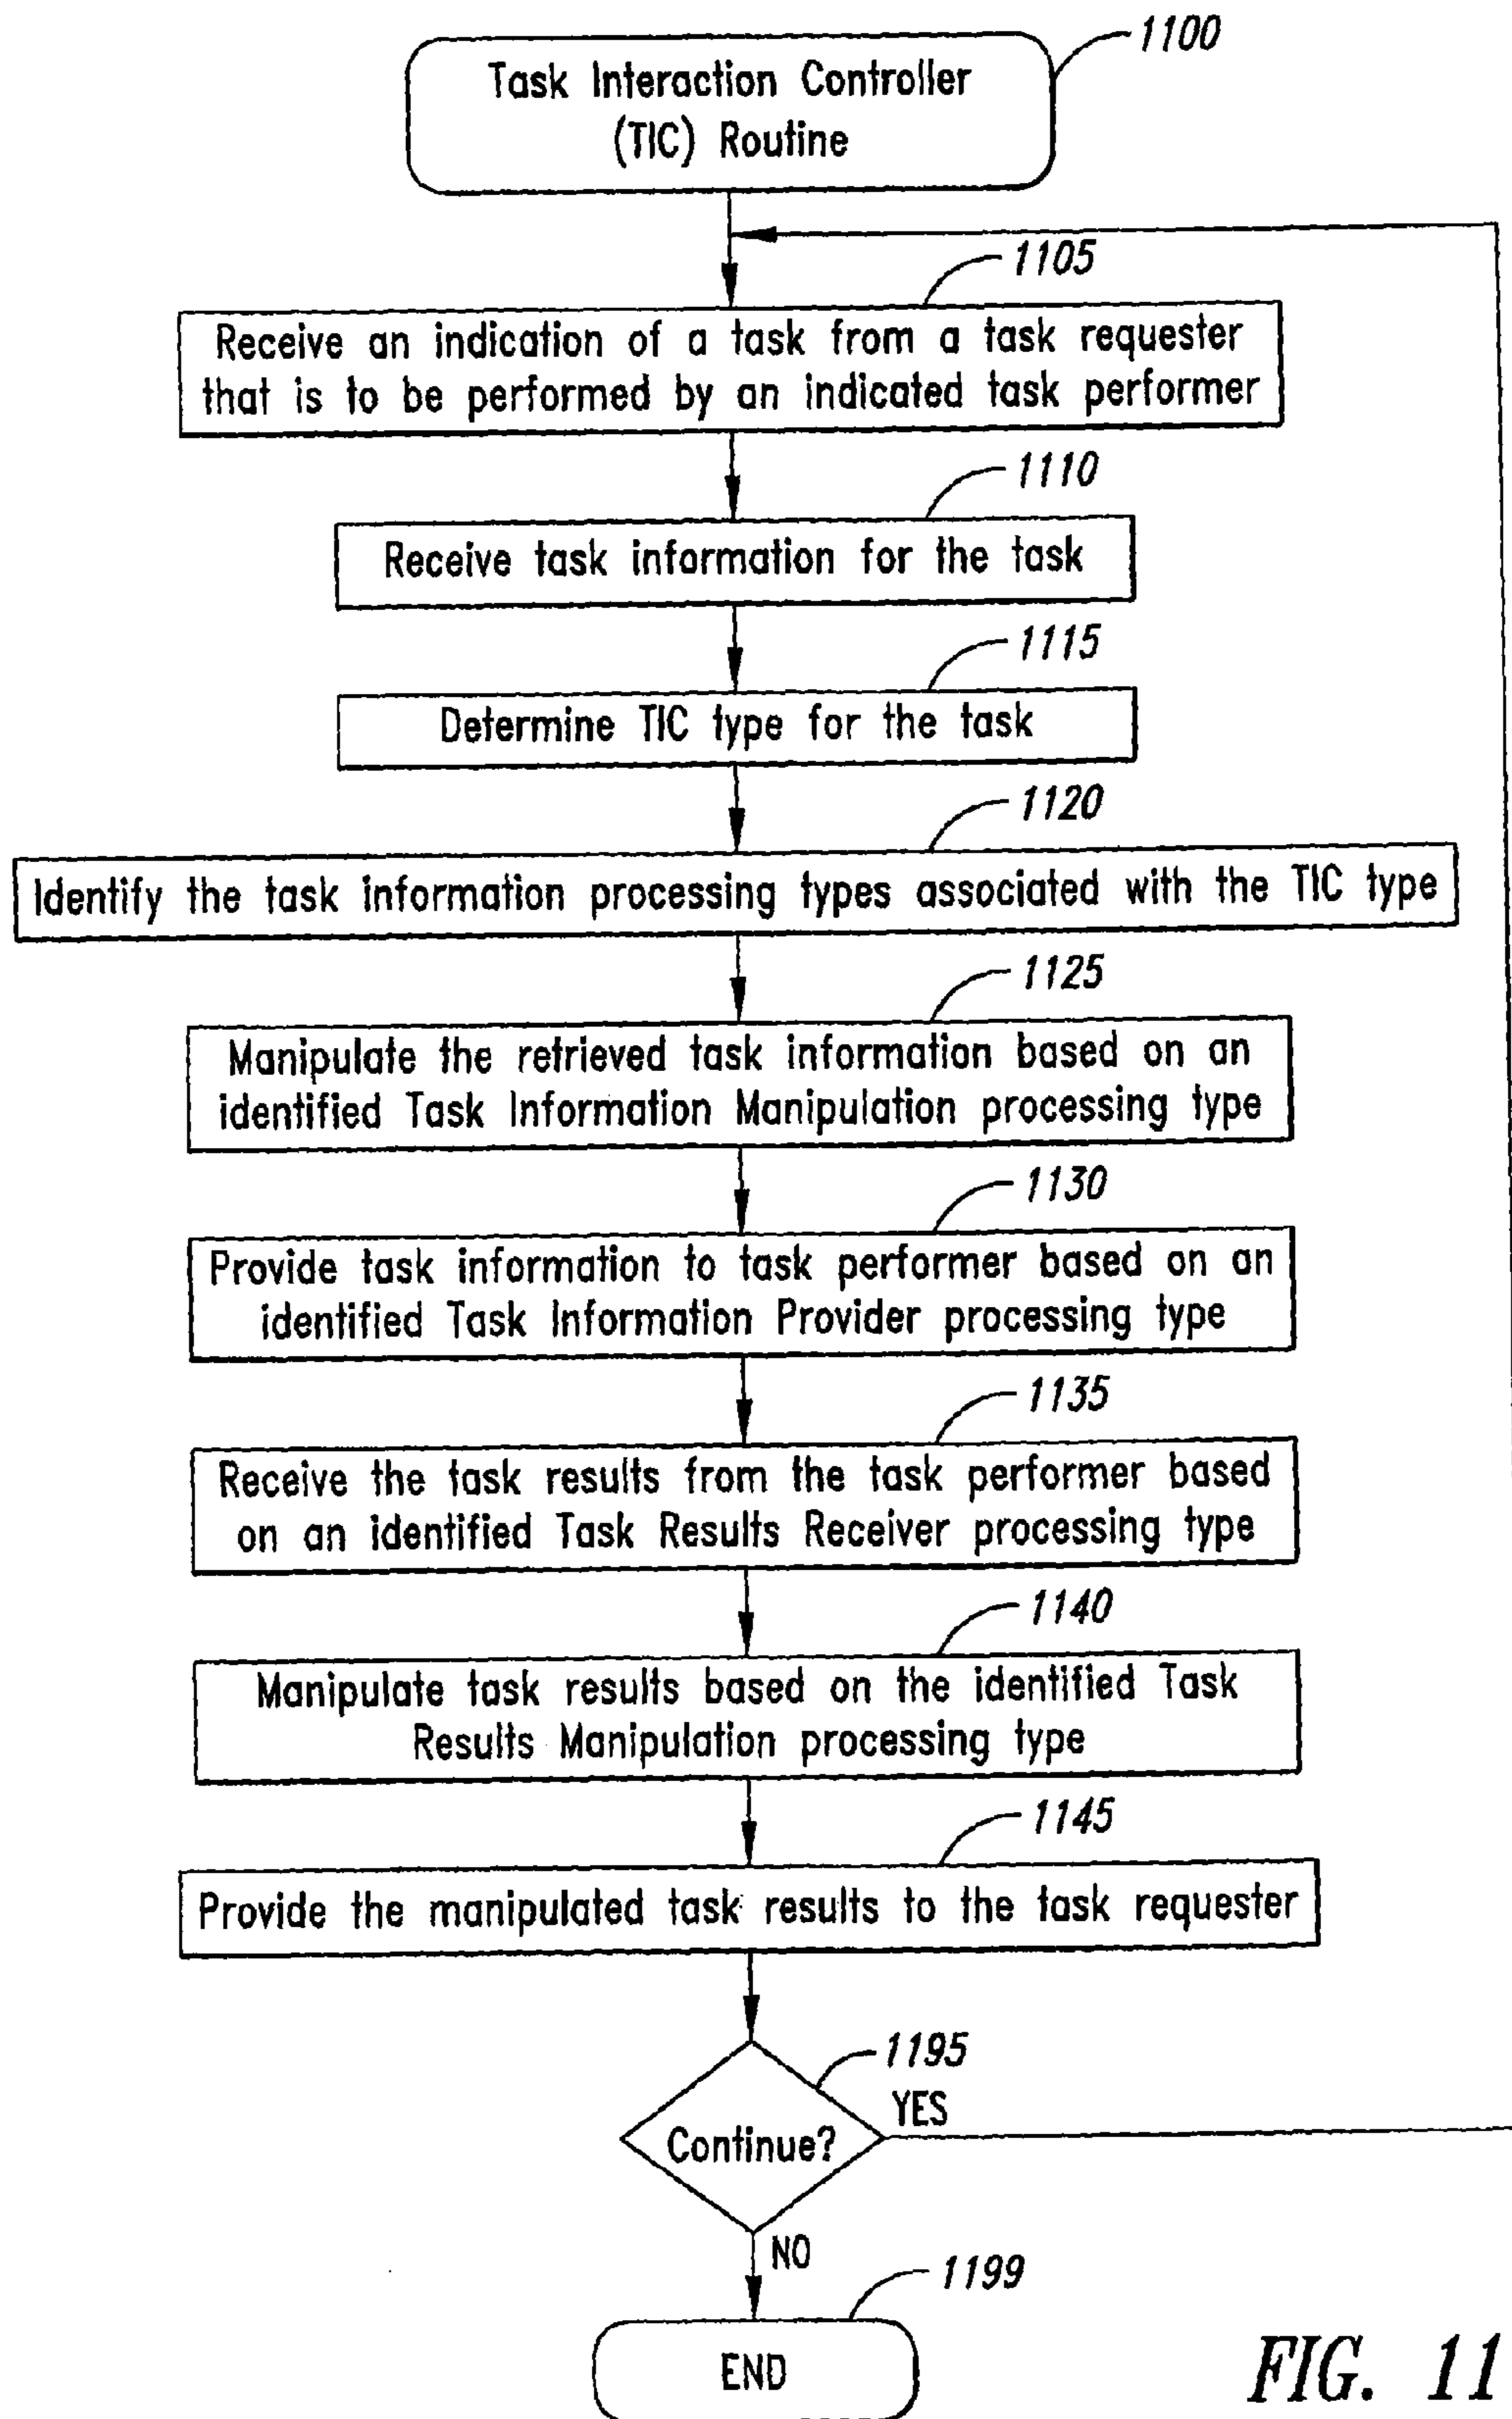 1100
Task Interaction Controller
(TIC) Routine
1105
Receive an indication of a task from a task requester
that is to be performed by an indicated task performer
1110
Receive task information for the task
1115
Determine TIC type for the task
1120
Identify the task information processing types associated with the TIC type
1125
Manipulate the retrieved task information based on an
identified Task Information Manipulation processing type
1130
Provide task information to task performer based on an
identified Task Information Provider processing type
1135
Receive the task results from the task performer based
on an identified Task Results Receiver processing type
1140
Manipulate task results based on the identified Task
Results Manipulation processing type
1145
Provide the manipulated task results to the task requester
1195
YES
Continue?
NO
1199
END
FIG. 11